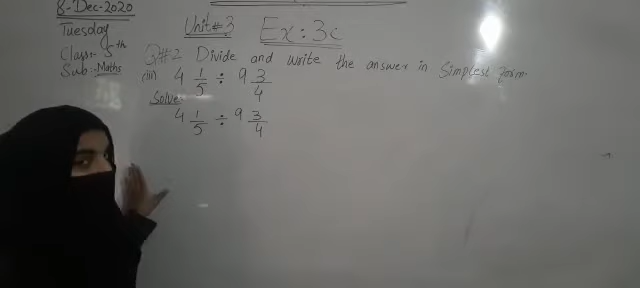 8-Dec-2020
Tuesday
Class:- 5th
Sub:- Maths
Unit#3 Ex:3c
Q#2 Divide and write the answer in simplest form.
(iii) 4 1/5 ÷ 9 3/4
Solve:
4 1/5 ÷ 9 3/4